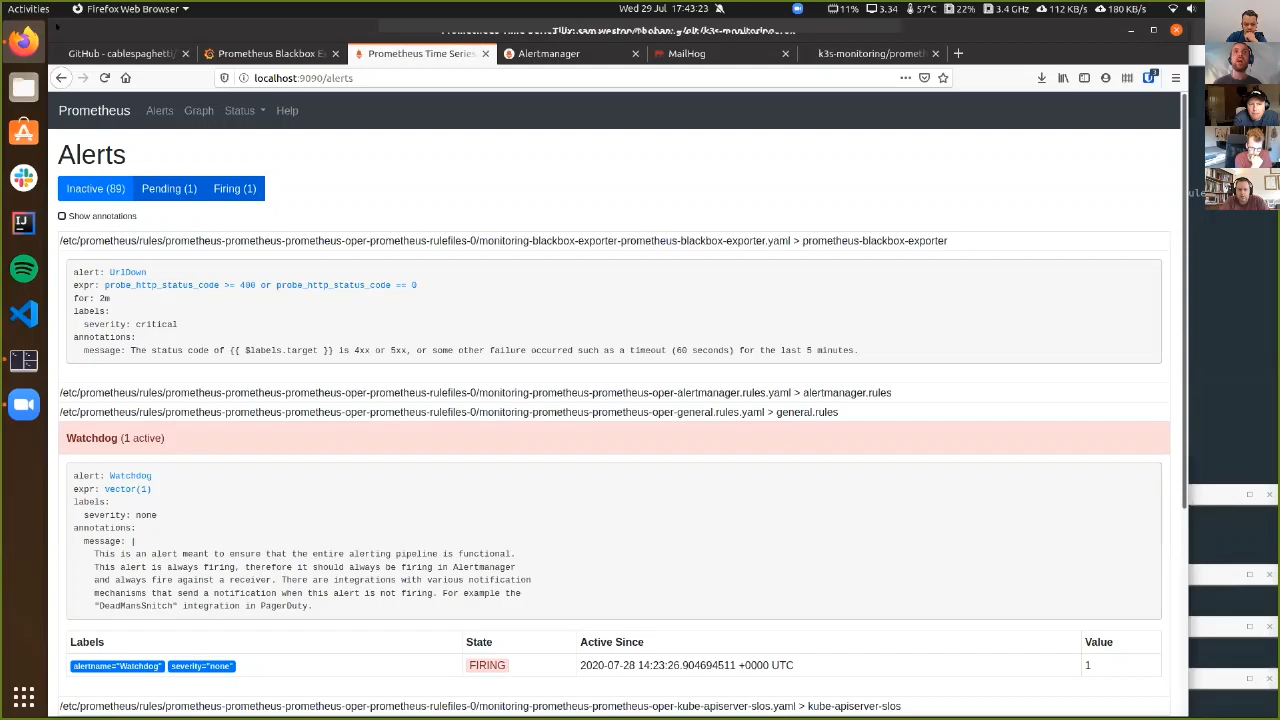 Activities
Firefox Web Browser
Wed 29 Jul 17:43:23
11%
3.34
57°C
22%
3.4 GHz
112 KB/s
180 KB/s
GitHub - cablespaghetti/
Prometheus Blackbox E
Prometheus Time Series
Alertmanager
MailHog
k3s-monitoring/prometh
localhost:9090/alerts
Prometheus
Alerts
Graph
Status
Help
Alerts
Inactive (89)
Pending (1)
Firing (1)
Show annotations
/etc/prometheus/rules/prometheus-prometheus-prometheus-oper-prometheus-rulefiles-0/monitoring-blackbox-exporter-prometheus-blackbox-exporter.yaml > prometheus-blackbox-exporter
alert: UrlDown
expr: probe_http_status_code >= 400 or probe_http_status_code == 0
for: 2m
labels:
severity: critical
annotations:
message: The status code of {{ $labels.target }} is 4xx or 5xx, or some other failure occurred such as a timeout (60 seconds) for the last 5 minutes.
/etc/prometheus/rules/prometheus-prometheus-prometheus-oper-prometheus-rulefiles-0/monitoring-prometheus-prometheus-oper-alertmanager.rules.yaml > alertmanager.rules
/etc/prometheus/rules/prometheus-prometheus-prometheus-oper-prometheus-rulefiles-0/monitoring-prometheus-prometheus-oper-general.rules.yaml > general.rules
Watchdog (1 active)
alert: Watchdog
expr: vector(1)
labels:
severity: none
annotations:
message: |
This is an alert meant to ensure that the entire alerting pipeline is functional.
This alert is always firing, therefore it should always be firing in Alertmanager
and always fire against a receiver. There are integrations with various notification
mechanisms that send a notification when this alert is not firing. For example the
"DeadMansSnitch" integration in PagerDuty.
Labels
State
Active Since
Value
alertname="Watchdog"
severity="none"
FIRING
2020-07-28 14:23:26.904694511 +0000 UTC
1
/etc/prometheus/rules/prometheus-prometheus-prometheus-oper-prometheus-rulefiles-0/monitoring-prometheus-prometheus-oper-kube-apiserver-slos.yaml > kube-apiserver-slos